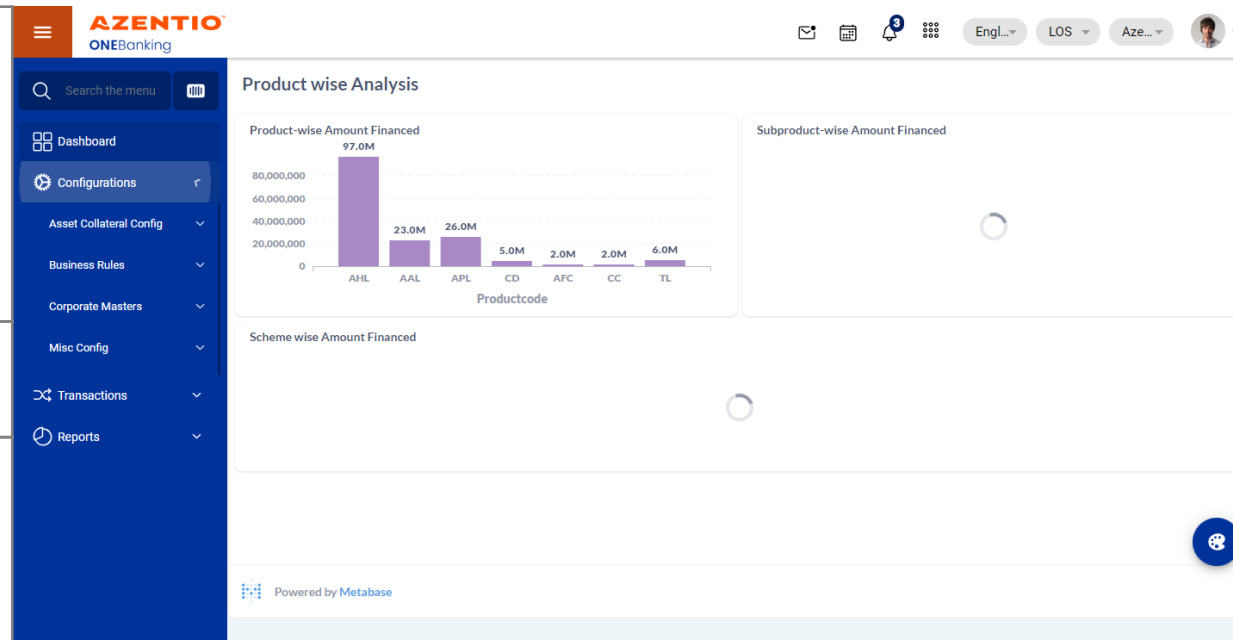 AZENTIO
ONEBanking
3
Engl...
LOS
Aze...
Search the menu
Dashboard
Configurations
Asset Collateral Config
Business Rules
Corporate Masters
Misc Config
Transactions
Reports
Product wise Analysis
Product-wise Amount Financed
97.0M
80,000,000
60,000,000
40,000,000
20,000,000
0
23.0M
26.0M
5.0M
2.0M
2.0M
6.0M
AHL AAL APL CD AFC CC TL
Productcode
Subproduct-wise Amount Financed
Scheme wise Amount Financed
Powered by Metabase